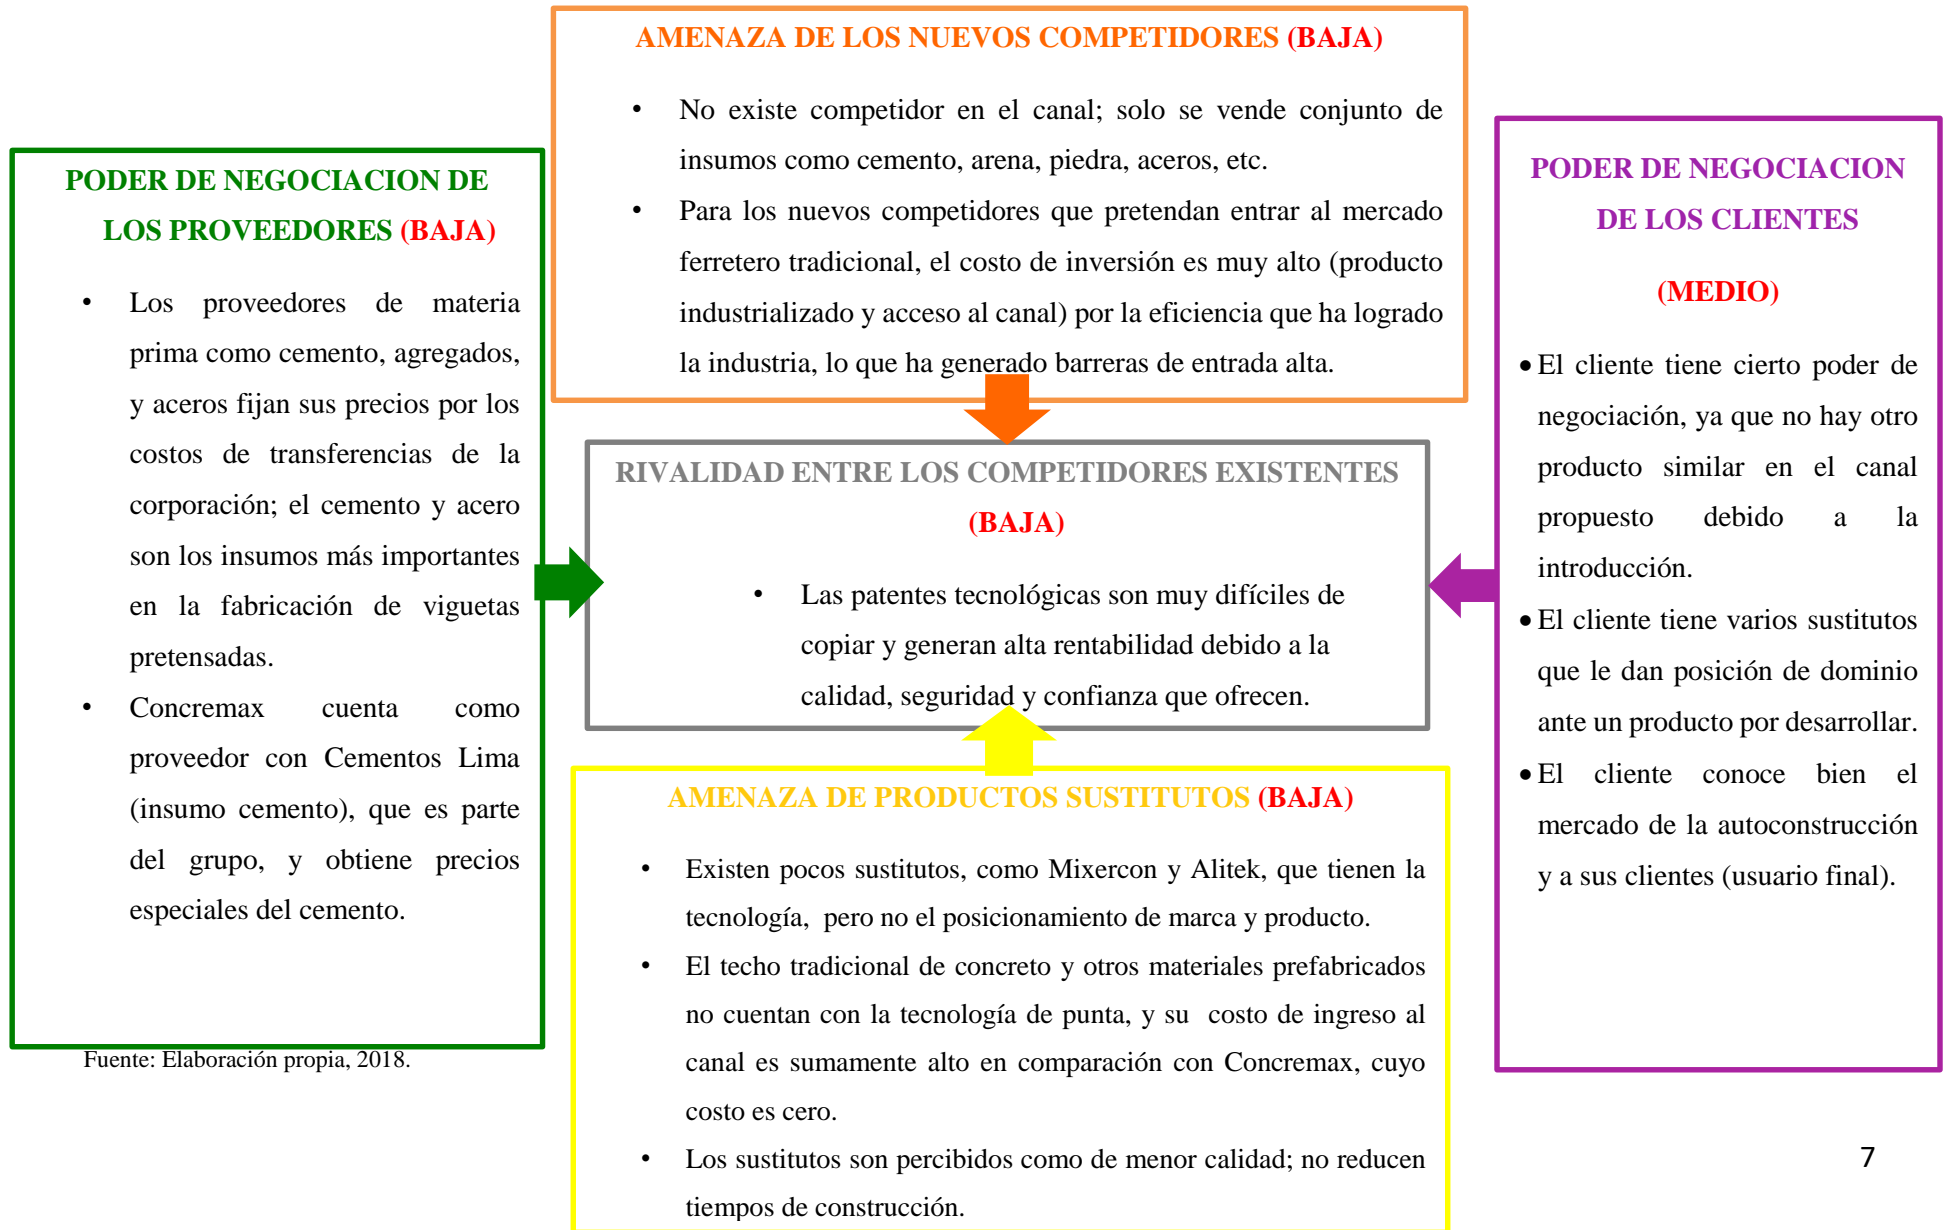 AMENAZA DE LOS NUEVOS COMPETIDORES (BAJA)
• No existe competidor en el canal; solo se vende conjunto de
insumos como cemento, arena, piedra, aceros, etc.
• Para los nuevos competidores que pretendan entrar al mercado
ferretero tradicional, el costo de inversión es muy alto (producto
industrializado y acceso al canal) por la eficiencia que ha logrado
la industria, lo que ha generado barreras de entrada alta.
PODER DE NEGOCIACION DE
LOS PROVEEDORES (BAJA)
• Los proveedores de materia
prima como cemento, agregados,
y aceros fijan sus precios por los
costos de transferencias de la
corporación; el cemento y acero
son los insumos más importantes
en la fabricación de viguetas
pretensadas.
• Concremax cuenta como
proveedor con Cementos Lima
(insumo cemento), que es parte
del grupo, y obtiene precios
especiales del cemento.
RIVALIDAD ENTRE LOS COMPETIDORES EXISTENTES
(BAJA)
• Las patentes tecnológicas son muy difíciles de
copiar y generan alta rentabilidad debido a la
calidad, seguridad y confianza que ofrecen.
PODER DE NEGOCIACION
DE LOS CLIENTES
(MEDIO)
• El cliente tiene cierto poder de
negociación, ya que no hay otro
producto similar en el canal
propuesto debido a la
introducción.
• El cliente tiene varios sustitutos
que le dan posición de dominio
ante un producto por desarrollar.
• El cliente conoce bien el
mercado de la autoconstrucción
y a sus clientes (usuario final).
AMENAZA DE PRODUCTOS SUSTITUTOS (BAJA)
• Existen pocos sustitutos, como Mixercon y Alitek, que tienen la
tecnología, pero no el posicionamiento de marca y producto.
• El techo tradicional de concreto y otros materiales prefabricados
no cuentan con la tecnología de punta, y su costo de ingreso al
canal es sumamente alto en comparación con Concremax, cuyo
costo es cero.
• Los sustitutos son percibidos como de menor calidad; no reducen
tiempos de construcción.
Fuente: Elaboración propia, 2018.
7